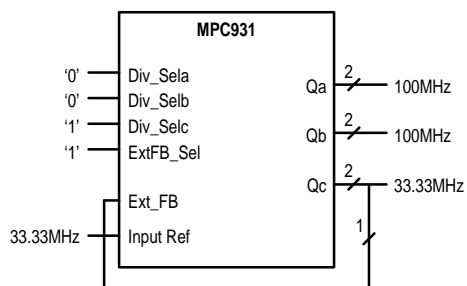 MPC931
‘0’ Div_Sela
‘0’ Div_Selb
‘1’ Div_Selc
‘1’ ExtFB_Sel
Ext_FB
33.33MHz Input Ref
Qa 2 100MHz
Qb 2 100MHz
Qc 2 33.33MHz
1